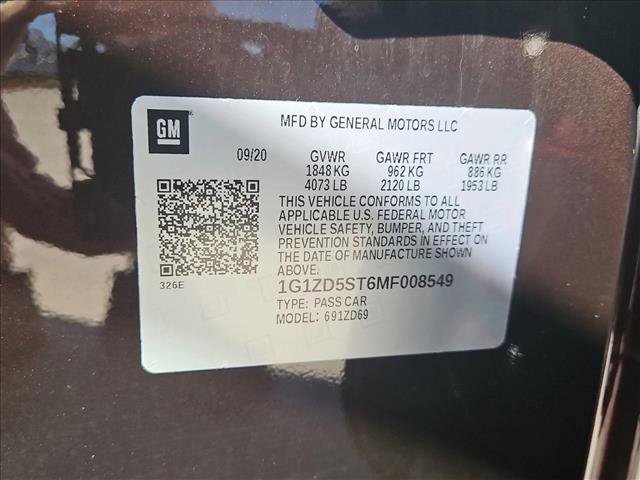 GM
MFD BY GENERAL MOTORS LLC
09/20 GVWR GAWR FRT GAWR RR
1848 KG 962 KG 886 KG
4073 LB 2120 LB 1953 LB
THIS VEHICLE CONFORMS TO ALL
APPLICABLE U.S. FEDERAL MOTOR
VEHICLE SAFETY, BUMPER, AND THEFT
PREVENTION STANDARDS IN EFFECT ON
THE DATE OF MANUFACTURE SHOWN
ABOVE.
326E
1G1ZD5ST6MF008549
TYPE: PASS CAR
MODEL: 691ZD69